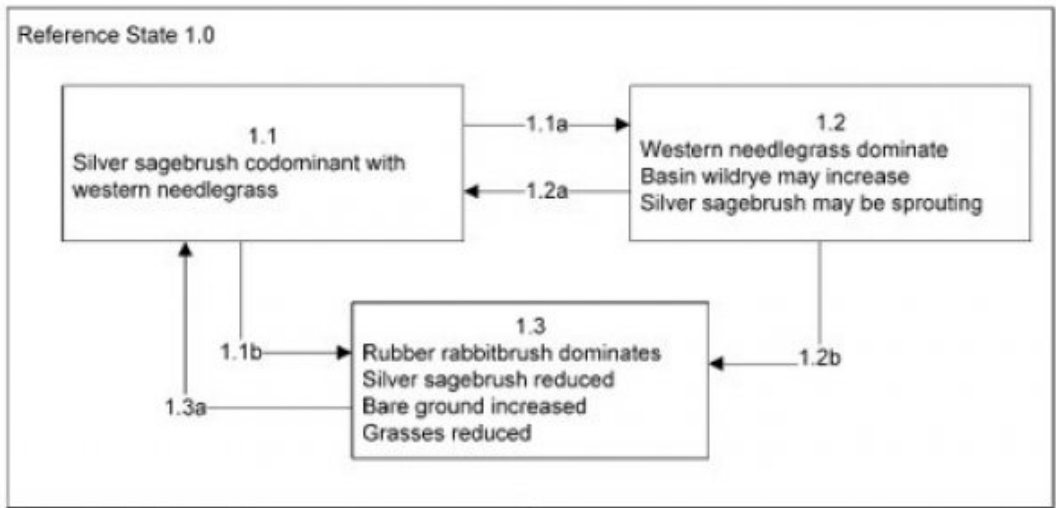 Reference State 1.0
1.1
Silver sagebrush codominant with
western needlegrass
1.1a
1.2a
1.2
Western needlegrass dominate
Basin wildrye may increase
Silver sagebrush may be sprouting
1.1b
1.3a
1.3
Rubber rabbitbrush dominates
Silver sagebrush reduced
Bare ground increased
Grasses reduced
1.2b